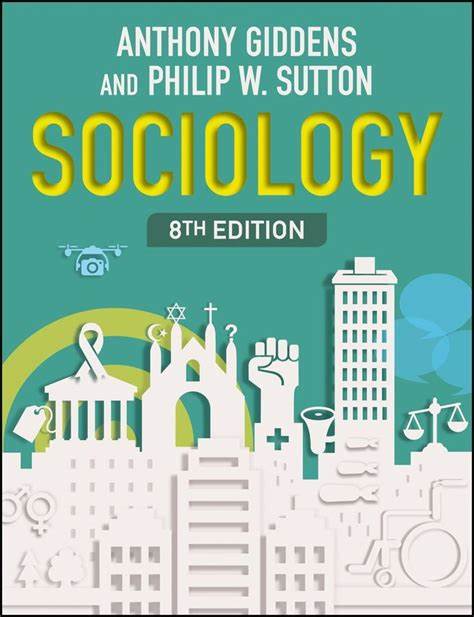 ANTHONY GIDDENS
AND PHILIP W. SUTTON
SOCIOLOGY
8TH EDITION
?